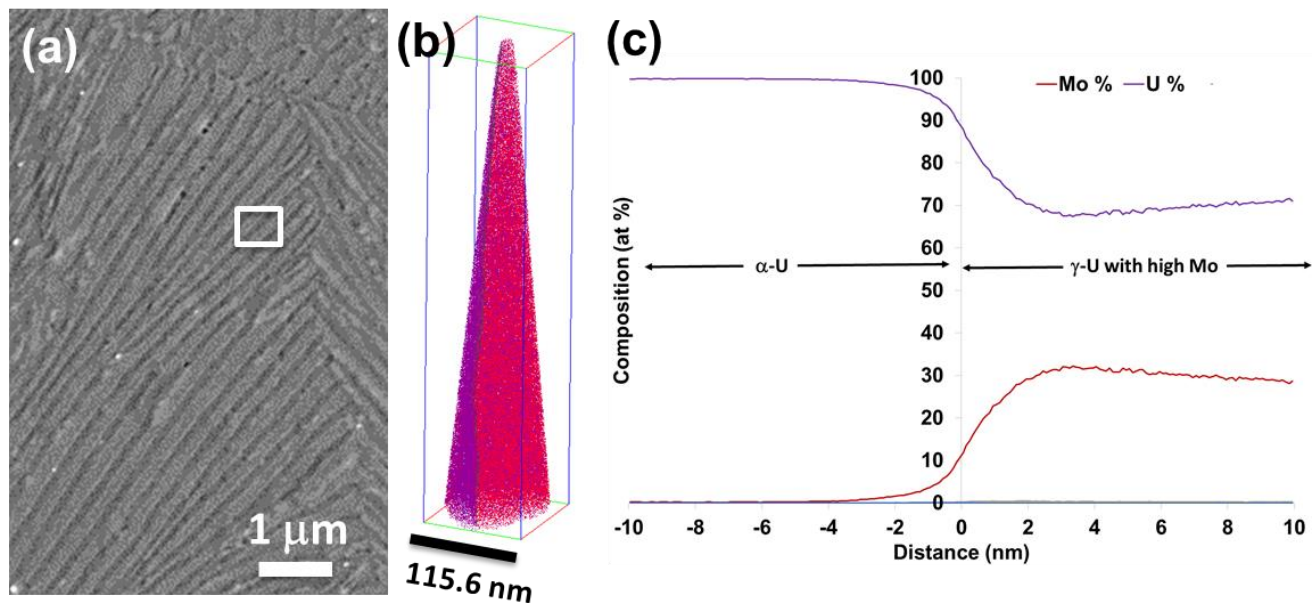 (a)
1 μm
(b)
115.6 nm
(c)
Mo %
U %
Composition (at %)
100
90
80
70
60
50
40
30
20
10
0
α-U
γ-U with high Mo
-10 -8 -6 -4 -2 0 2 4 6 8 10
Distance (nm)